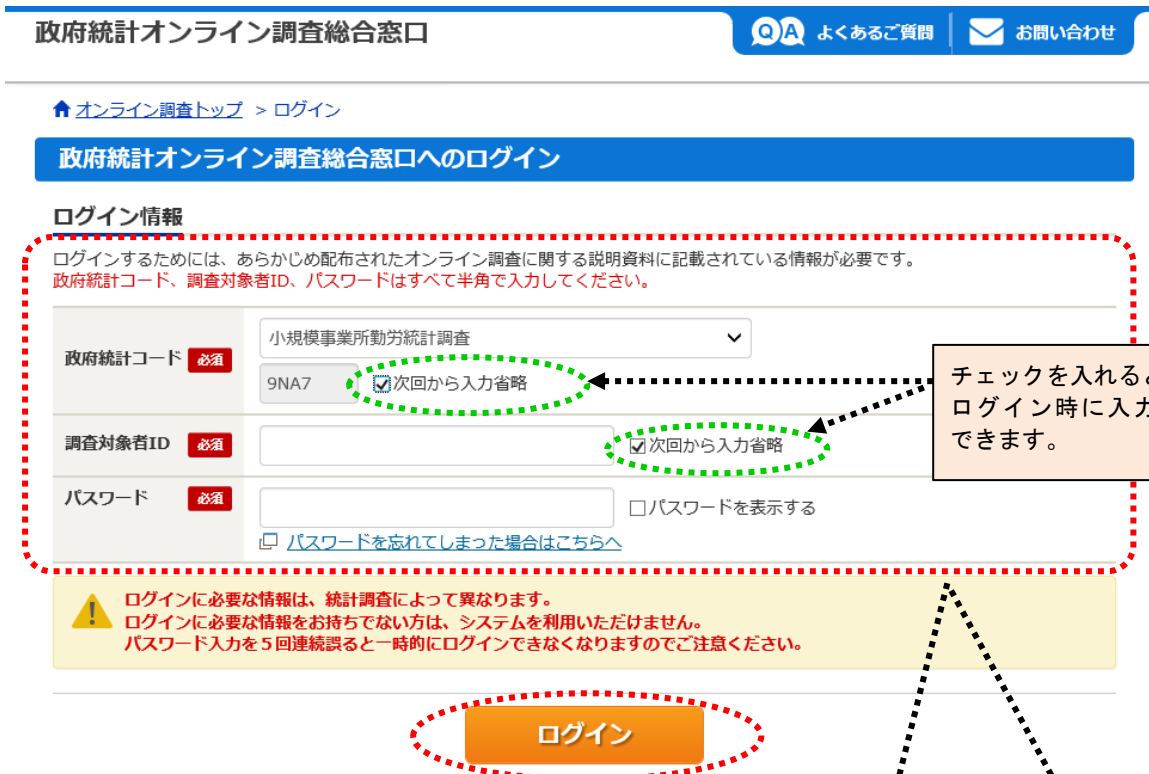 政府統計オンライン調査総合窓口
QA よくあるご質問
お問い合わせ
オンライン調査トップ > ログイン
政府統計オンライン調査総合窓口へのログイン
ログイン情報
ログインするためには、あらかじめ配布されたオンライン調査に関する説明資料に記載されている情報が必要です。
政府統計コード、調査対象者ID、パスワードはすべて半角で入力してください。
政府統計コード 必須
小規模事業所勤労統計調査
9NA7 次回から入力省略
チェックを入れると
ログイン時に入力
できます。
調査対象者ID 必須
次回から入力省略
パスワード 必須
パスワードを表示する
パスワードを忘れてしまった場合はこちらへ
ログインに必要な情報は、統計調査によって異なります。
ログインに必要な情報をお持ちでない方は、システムを利用いただけません。
パスワード入力を5回連続誤ると一時的にログインできなくなりますのでご注意ください。
ログイン